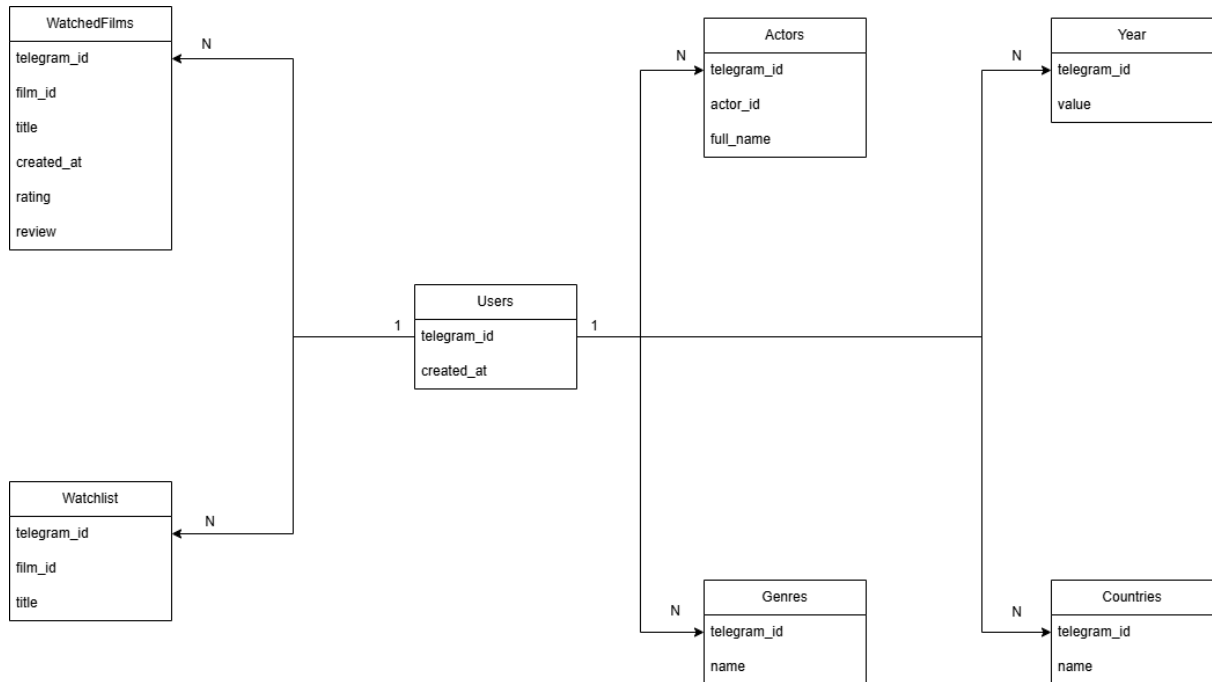 WatchedFilms
telegram_id
film_id
title
created_at
rating
review
N
Actors
telegram_id
actor_id
full_name
N
Year
telegram_id
value
N
Users
telegram_id
created_at
1
1
Watchlist
telegram_id
film_id
title
N
Genres
telegram_id
name
N
Countries
telegram_id
name
N